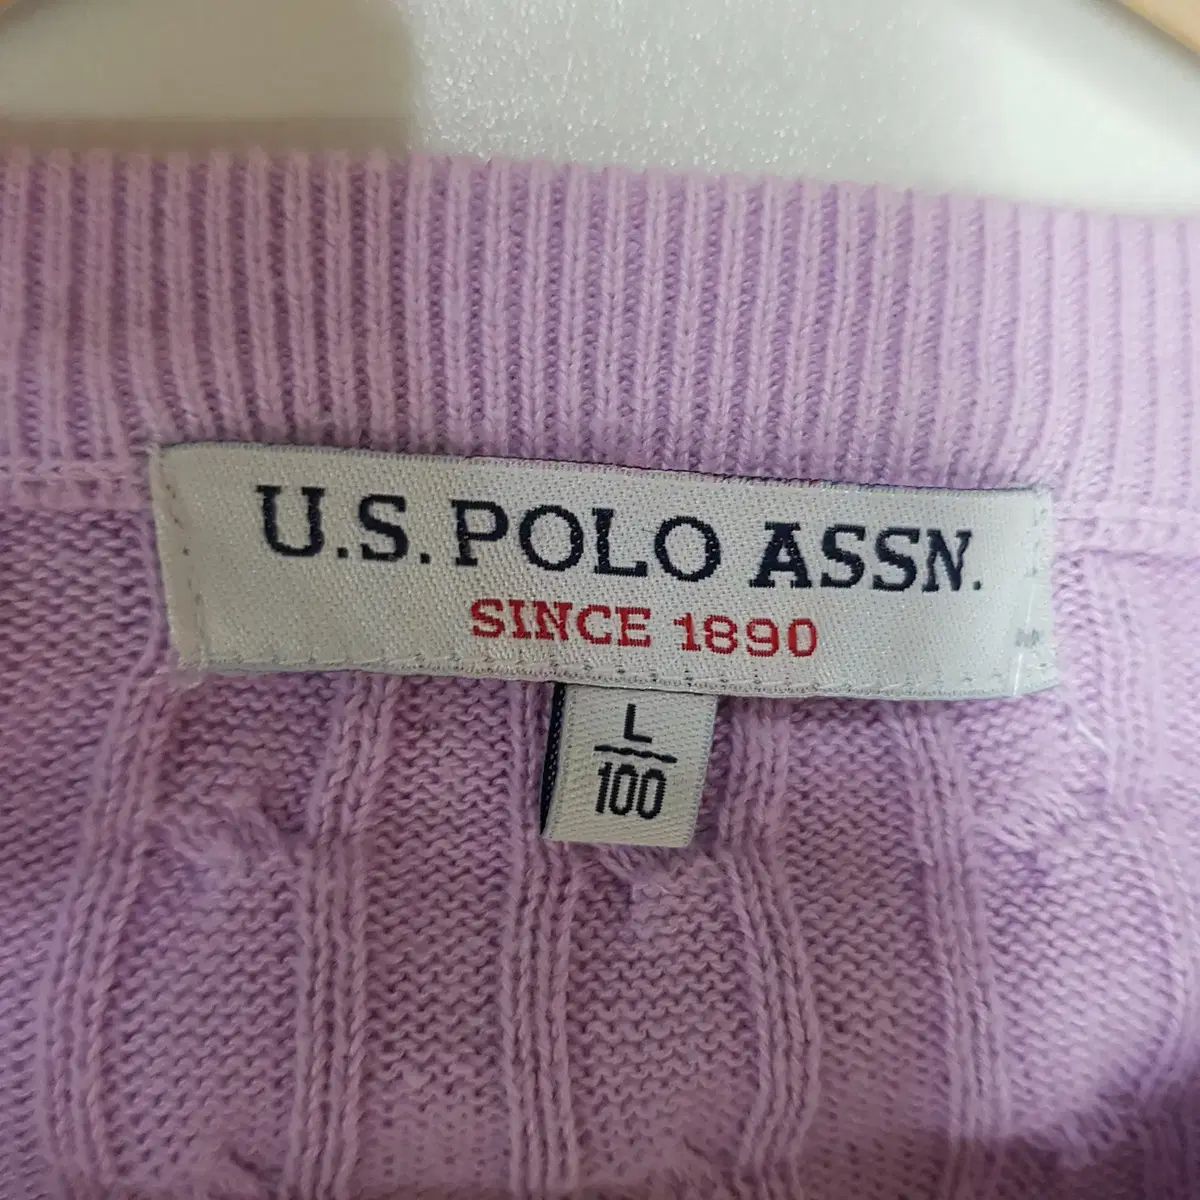 U.S. POLO ASSN.
SINCE 1890
L
100